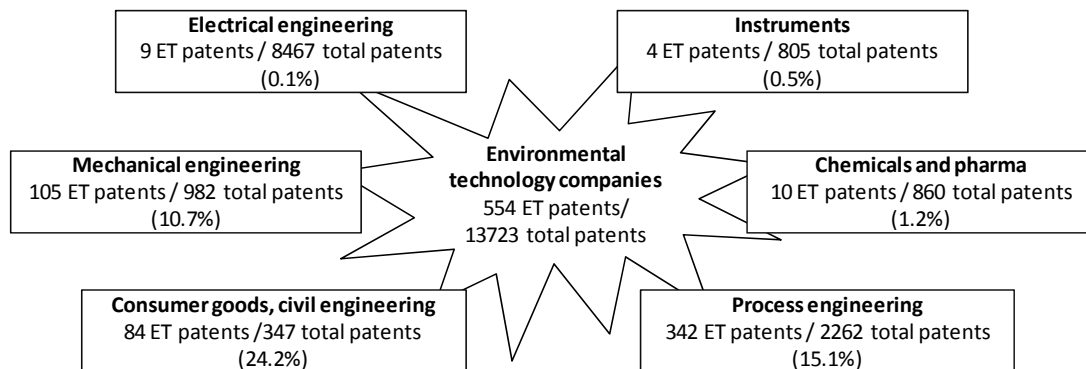 Electrical engineering
9 ET patents / 8467 total patents
(0.1%)
Instruments
4 ET patents / 805 total patents
(0.5%)
Mechanical engineering
105 ET patents / 982 total patents
(10.7%)
Environmental
technology companies
554 ET patents/
13723 total patents
Chemicals and pharma
10 ET patents / 860 total patents
(1.2%)
Consumer goods, civil engineering
84 ET patents /347 total patents
(24.2%)
Process engineering
342 ET patents / 2262 total patents
(15.1%)